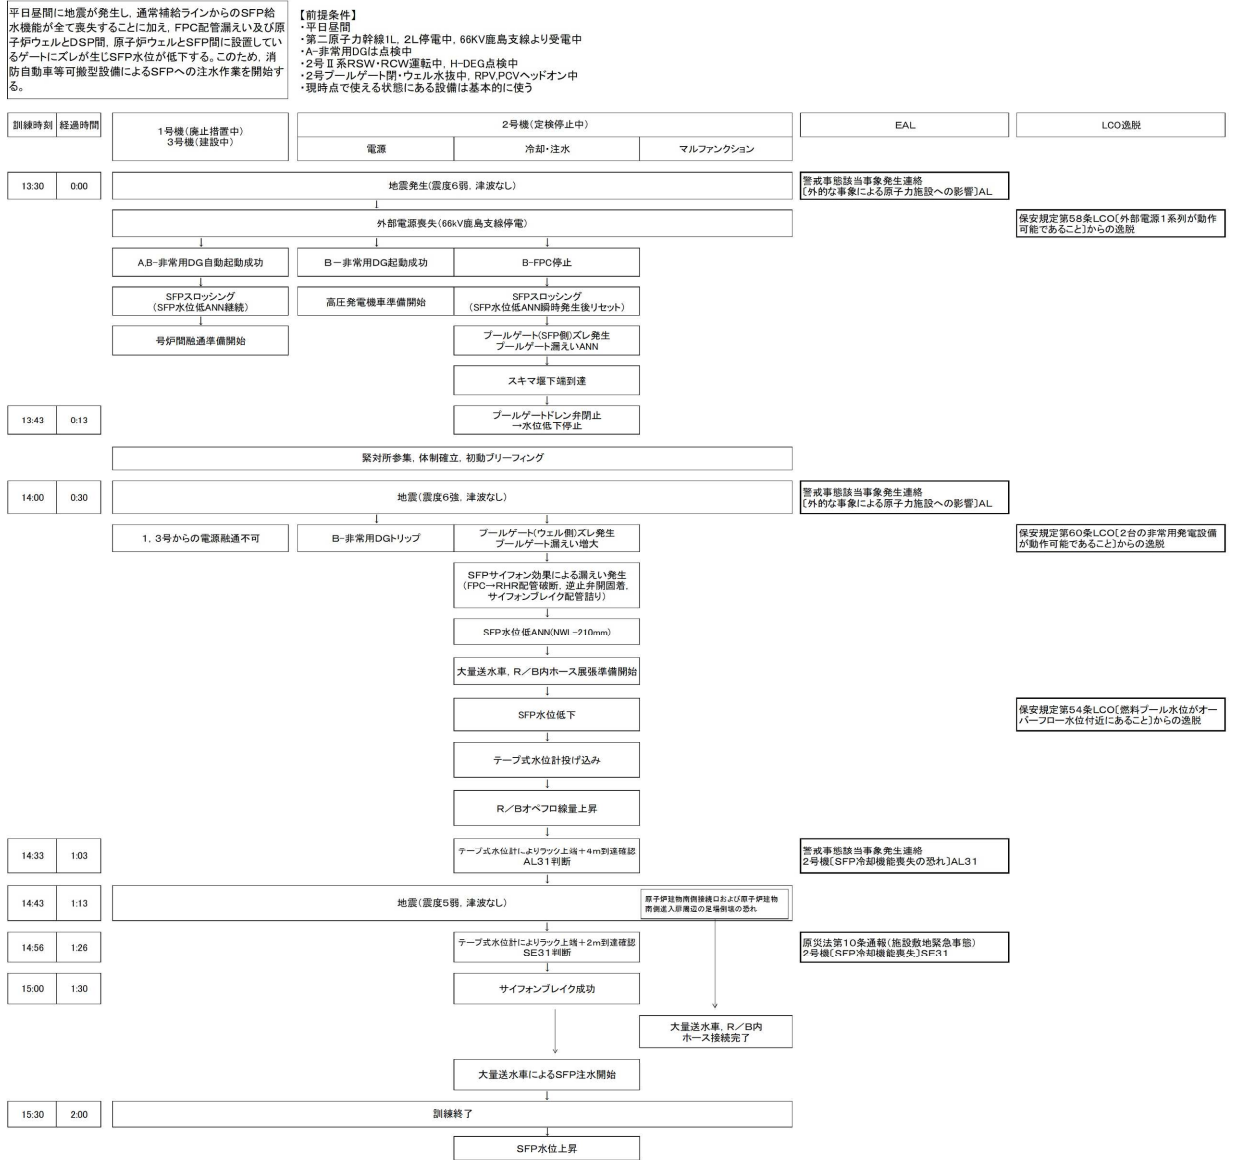 平日昼間に地震が発生し，通常補給ラインからのSFP給
水機能が全て喪失することに加え，FPC配管漏えい及び原
子炉ウェルとDSP間，原子炉ウェルとSFP間に設置してい
るゲートにズレが生じSFP水位が低下する。このため，消
防自動車等可搬型設備によるSFPへの注水作業を開始す
る。
【前提条件】
・平日昼間
・第二原子力幹線1L，2L停電中，66KV鹿島支線より受電中
・A-非常用DGは点検中
・2号Ⅱ系RSW・RCW運転中，H-DEG点検中
・2号プールゲート閉・ウェル水抜中，RPV,PCVヘッドオン中
・現時点で使える状態にある設備は基本的に使う
訓練時刻 経過時間
1号機(廃止措置中)
3号機(建設中)
2号機(定検停止中)
電源 冷却・注水 マルファンクション
EAL
LCO逸脱
13:30 0:00
地震発生(震度6弱，津波なし)
警戒事態該当事象発生連絡
〔外的な事象による原子力施設への影響〕AL
↓
外部電源喪失(66kV鹿島支線停電)
保安規定第58条LCO〔外部電源1系列が動作
可能であること〕からの逸脱
↓ ↓ ↓
A,B-非常用DG自動起動成功
B－非常用DG起動成功
B-FPC停止
↓ ↓
SFPスロッシング
(SFP水位低ANN継続)
高圧発電機車準備開始
SFPスロッシング
(SFP水位低ANN瞬時発生後リセット)
↓ ↓
号炉間融通準備開始
プールゲート(SFP側)ズレ発生
プールゲート漏えいANN
↓
スキマ堰下端到達
↓
13:43 0:13
プールゲートドレン弁閉止
→水位低下停止
緊対所参集，体制確立，初動ブリーフィング
14:00 0:30
地震(震度6強，津波なし)
警戒事態該当事象発生連絡
〔外的な事象による原子力施設への影響〕AL
↓ ↓
1，3号からの電源融通不可
B-非常用DGトリップ
プールゲート(ウェル側)ズレ発生
プールゲート漏えい増大
保安規定第60条LCO〔2台の非常用発電設備
が動作可能であること〕からの逸脱
↓
SFPサイフォン効果による漏えい発生
(FPC→RHR配管破断，逆止弁開固着，
サイフォンブレイク配管詰り)
↓
SFP水位低ANN(NWL-210mm)
↓
大量送水車，R／B内ホース展張準備開始
↓
SFP水位低下
保安規定第54条LCO〔燃料プール水位がオー
バーフロー水位付近にあること〕からの逸脱
↓
テープ式水位計投げ込み
↓
R／Bオペフロ線量上昇
↓
14:33 1:03
テープ式水位計によりラック上端＋4m到達確認
AL31判断
警戒事態該当事象発生連絡
2号機〔SFP冷却機能喪失の恐れ〕AL31
↓
14:43 1:13
地震(震度5弱，津波なし)
原子炉建物南側接続口および原子炉建物
南側進入扉周辺の足場倒壊の恐れ
↓
14:56 1:26
テープ式水位計によりラック上端＋2m到達確認
SE31判断
原災法第10条通報(施設敷地緊急事態)
2号機〔SFP冷却機能喪失〕SE31
↓
15:00 1:30
サイフォンブレイク成功
大量送水車，R／B内
ホース接続完了
大量送水車によるSFP注水開始
↓
15:30 2:00
訓練終了
↓
SFP水位上昇